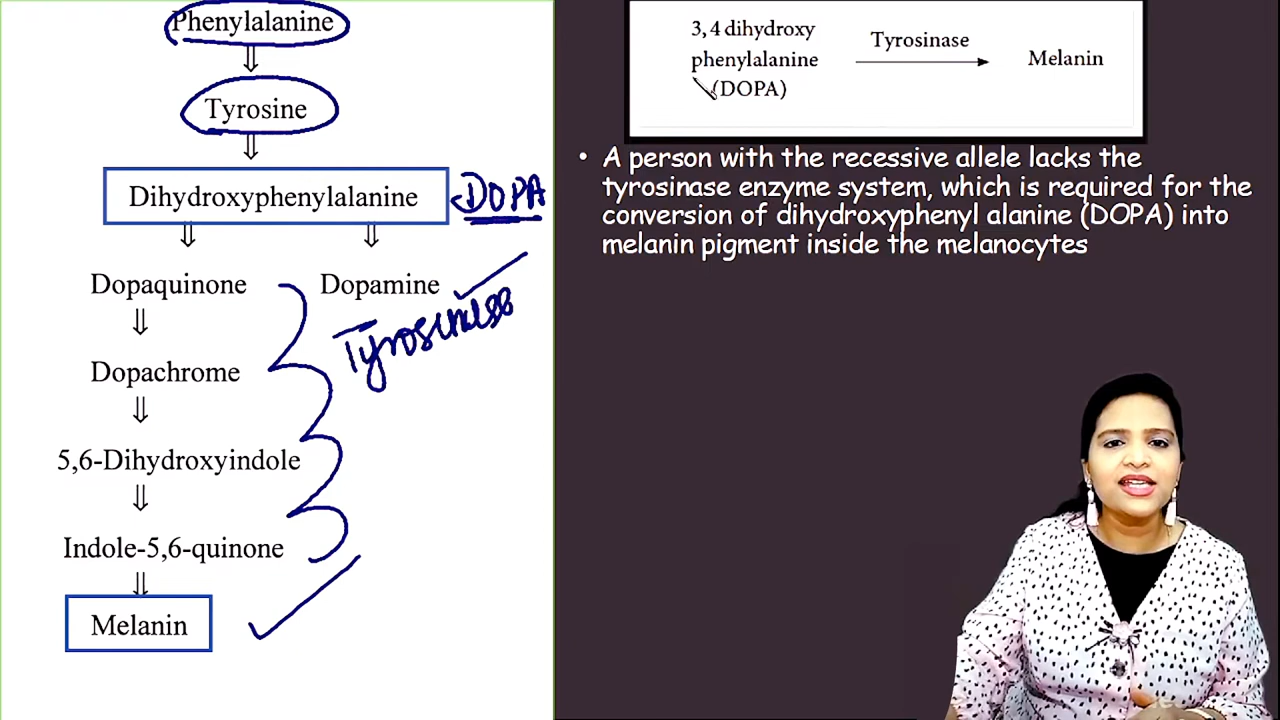 Phenylalanine
⇓
Tyrosine
⇓
Dihydroxyphenylalanine
DOPA
⇓ ⇓
Dopaquinone Dopamine
⇓
Tyrosinase
Dopachrome
⇓
5,6-Dihydroxyindole
⇓
Indole-5,6-quinone
⇓
Melanin
3, 4 dihydroxy
phenylalanine
(DOPA)
Tyrosinase
Melanin
• A person with the recessive allele lacks the
tyrosinase enzyme system, which is required for the
conversion of dihydroxyphenyl alanine (DOPA) into
melanin pigment inside the melanocytes